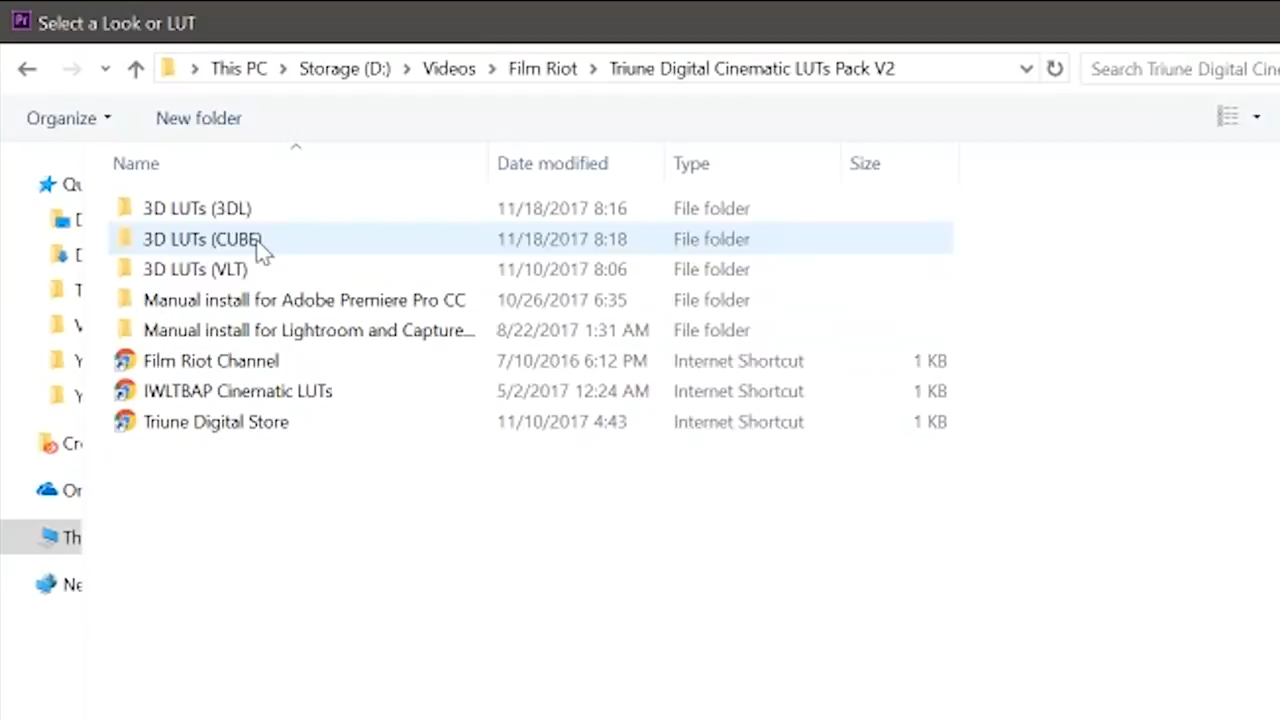 Pr Select a Look or LUT
This PC > Storage (D:) > Videos > Film Riot > Triune Digital Cinematic LUTs Pack V2 Search Triune Digital Cine
Organize New folder
Name Date modified Type Size
3D LUTs (3DL) 11/18/2017 8:16 File folder
3D LUTs (CUBE) 11/18/2017 8:18 File folder
3D LUTs (VLT) 11/10/2017 8:06 File folder
Manual install for Adobe Premiere Pro CC 10/26/2017 6:35 File folder
Manual install for Lightroom and Capture... 8/22/2017 1:31 AM File folder
Film Riot Channel 7/10/2016 6:12 PM Internet Shortcut 1 KB
IWLTBAP Cinematic LUTs 5/2/2017 12:24 AM Internet Shortcut 1 KB
Triune Digital Store 11/10/2017 4:43 Internet Shortcut 1 KB
Qu
D
D
T
V
Y
Y
Cr
Or
Th
Ne